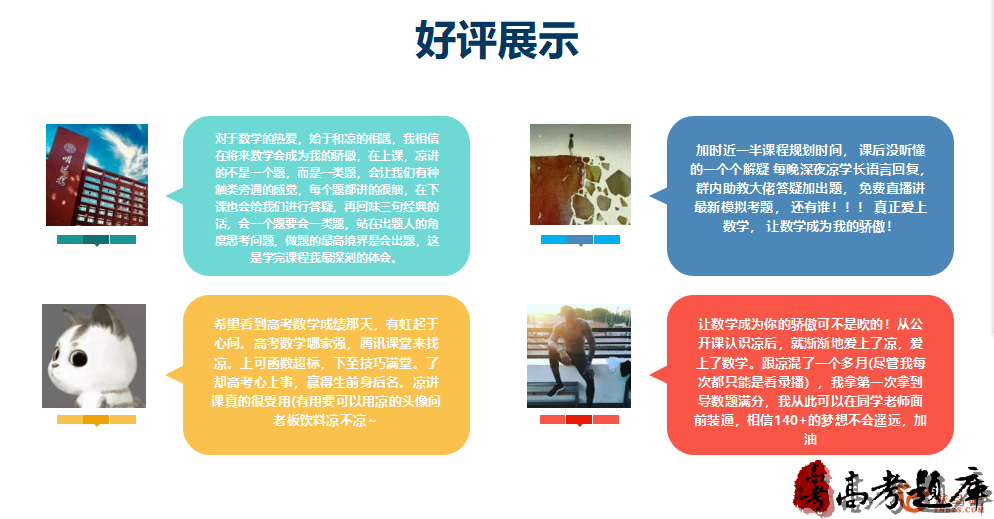 好评展示
对于数学的热爱，始于和凉的相遇，我相信
在将来数学会成为我的骄傲，在上课，凉讲
的不是一个题，而是一类题，会让我们有种
触类旁通的感觉，每个题都讲的很细，在下
课也会给我们进行答疑，再回味三句经典的
话，会一个题要会一类题，站在出题人的角
度思考问题，做题的最高境界是会出题，这
是学完课程我最深刻的体会。
加时近一半课程规划时间， 课后没听懂
的一个个解疑 每晚深夜凉学长语言回复，
群内助教大佬答疑加出题， 免费直播讲
最新模拟考题， 还有谁！！！ 真正爱上
数学， 让数学成为我的骄傲！
希望看到高考数学成绩那天，有虹起于
心间。高考数学哪家强，腾讯课堂来找
凉。上可函数超标，下至技巧满堂。了
却高考心上事，赢得生前身后名。凉讲
课真的很受用(有用要可以用凉的头像问
老板饮料凉不凉～
让数学成为你的骄傲可不是吹的！从公
开课认识凉后，就渐渐地爱上了凉，爱
上了数学。跟凉混了一个多月(尽管我每
次都只能是看录播），我拿第一次拿到
导数题满分，我从此可以在同学老师面
前装逼，相信140+的梦想不会遥远，加
油
高考
高考题库